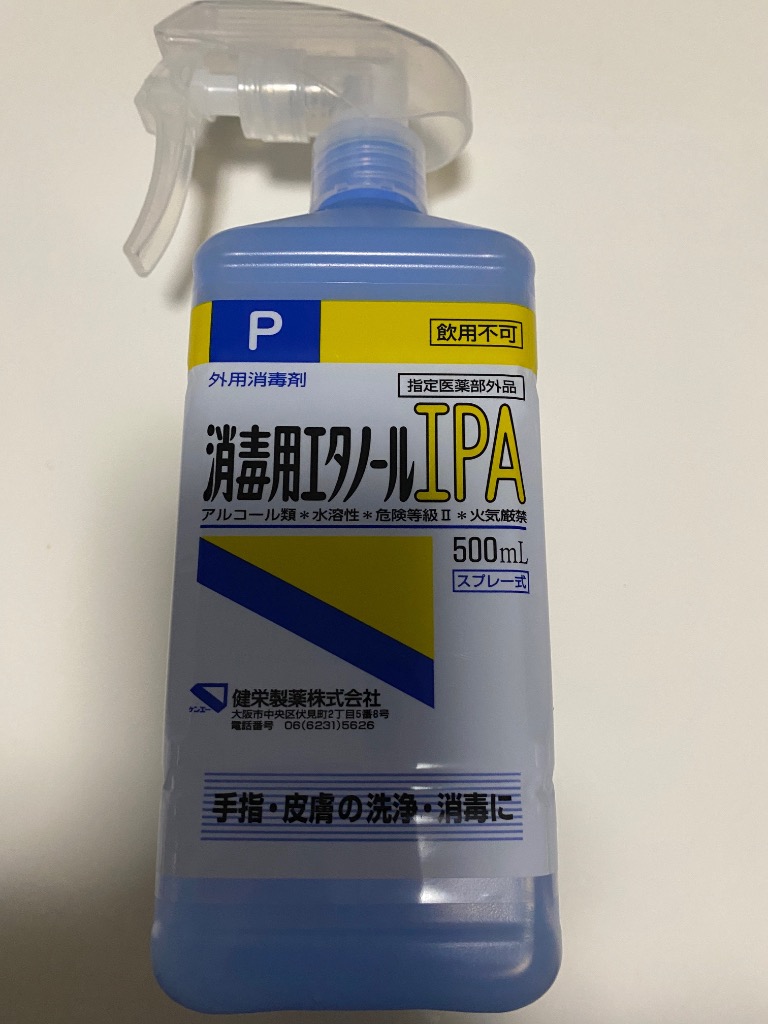 P
飲用不可
外用消毒剤
指定医薬部外品
消毒用エタノールIPA
アルコール類*水溶性*危険等級Ⅱ*火気厳禁
500mL
スプレー式
ケンエー
健栄製薬株式会社
大阪市中央区伏見町2丁目5番8号
電話番号 06(6231)5626
手指・皮膚の洗浄・消毒に